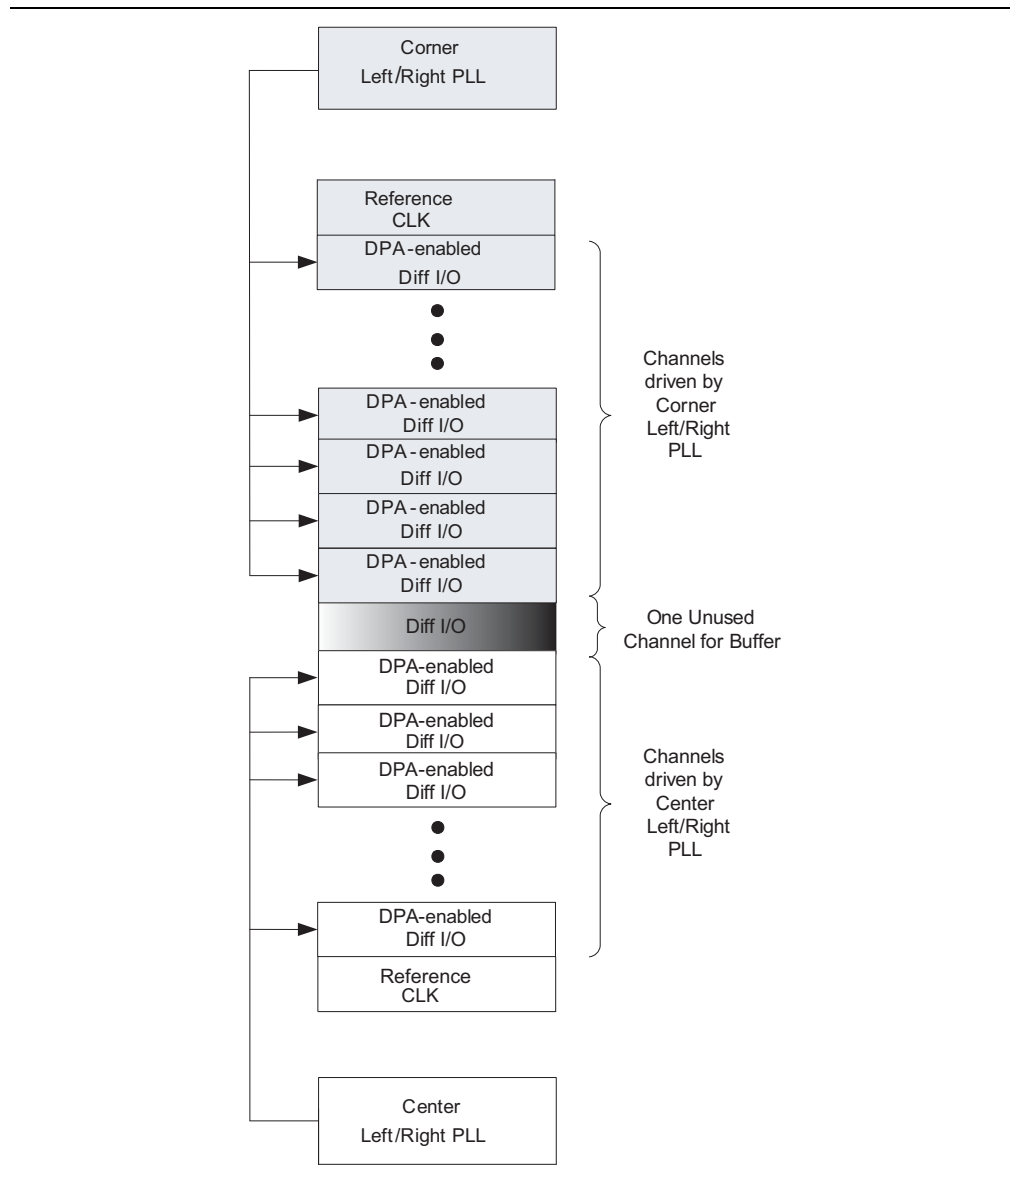 Corner
Left/Right PLL
Reference
CLK
DPA-enabled
Diff I/O
Channels
driven by
Corner
Left/Right
PLL
DPA-enabled
Diff I/O
DPA-enabled
Diff I/O
DPA-enabled
Diff I/O
DPA-enabled
Diff I/O
Diff I/O
One Unused
Channel for Buffer
DPA-enabled
Diff I/O
DPA-enabled
Diff I/O
DPA-enabled
Diff I/O
Channels
driven by
Center
Left/Right
PLL
DPA-enabled
Diff I/O
Reference
CLK
Center
Left/Right PLL